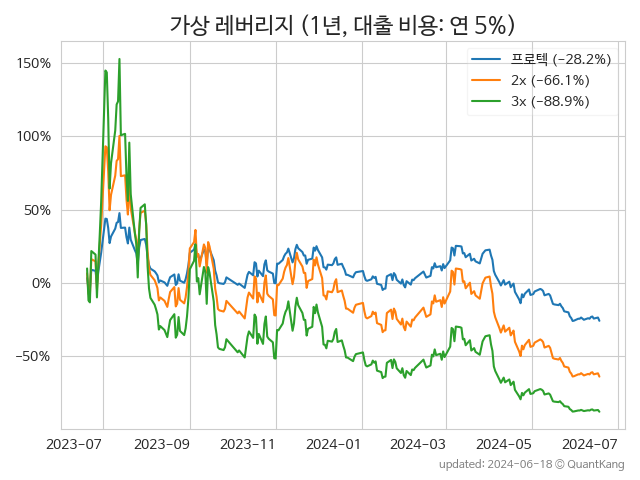 가상 레버리지 (1년, 대출 비용: 연 5%)
프로텍 (−28.2%)
2x (−66.1%)
3x (−88.9%)
150%
100%
50%
0%
−50%
2023-07 2023-09 2023-11 2024-01 2024-03 2024-05 2024-07
updated: 2024-06-18 © QuantKang